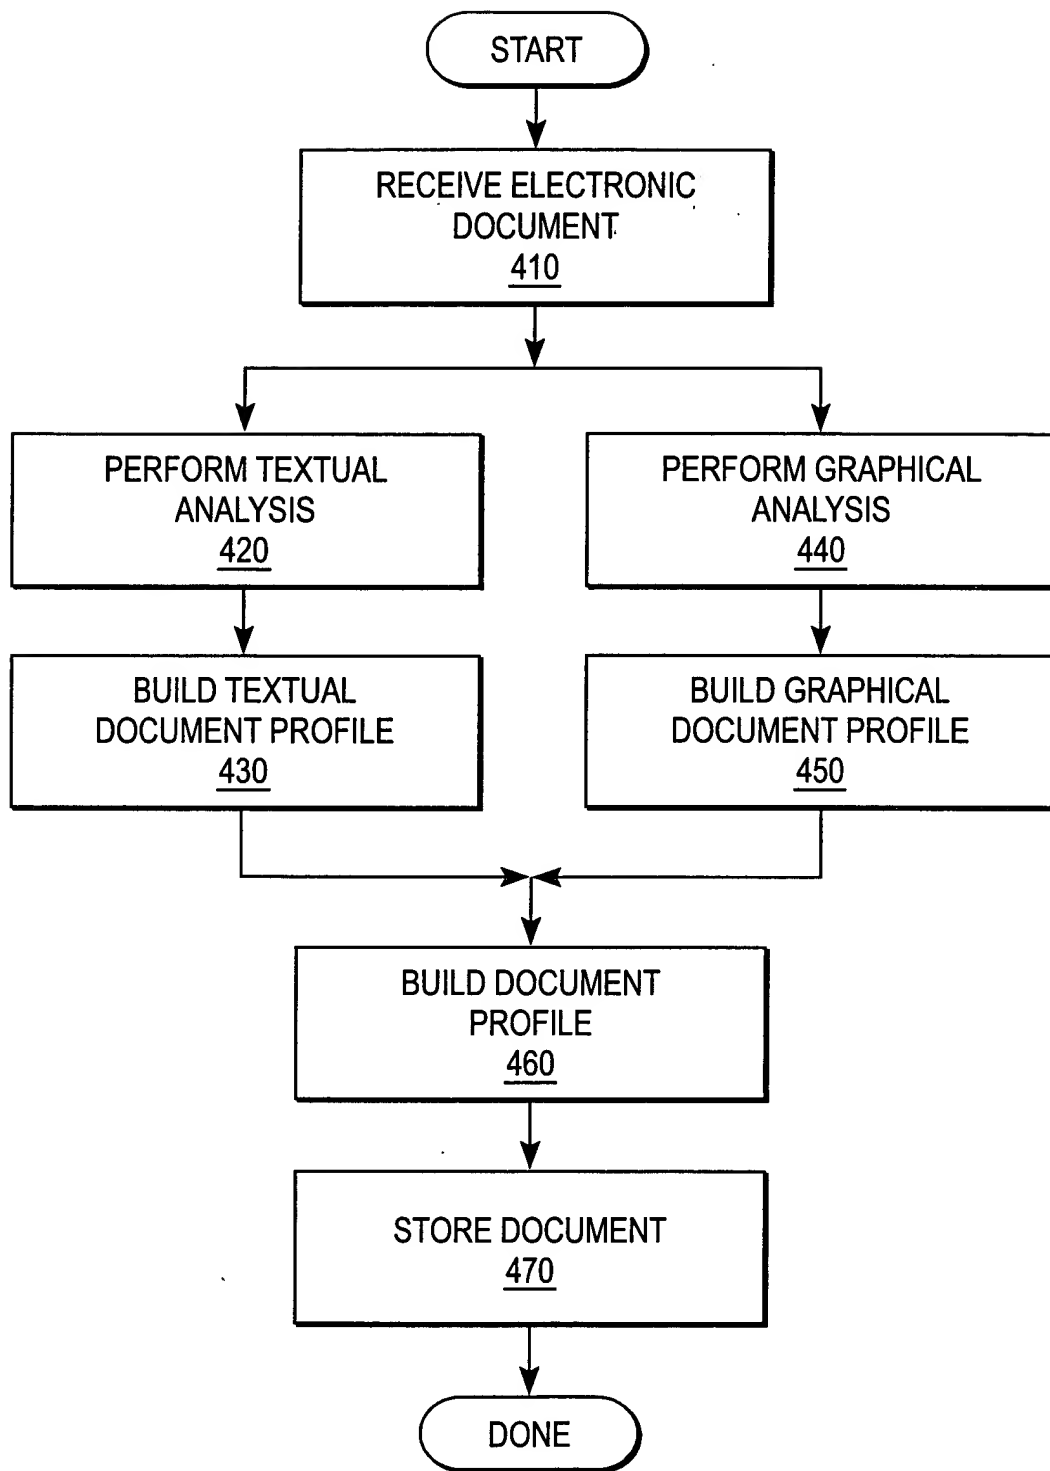 START
RECEIVE ELECTRONIC
DOCUMENT
410
PERFORM TEXTUAL
ANALYSIS
420
PERFORM GRAPHICAL
ANALYSIS
440
BUILD TEXTUAL
DOCUMENT PROFILE
430
BUILD GRAPHICAL
DOCUMENT PROFILE
450
BUILD DOCUMENT
PROFILE
460
STORE DOCUMENT
470
DONE